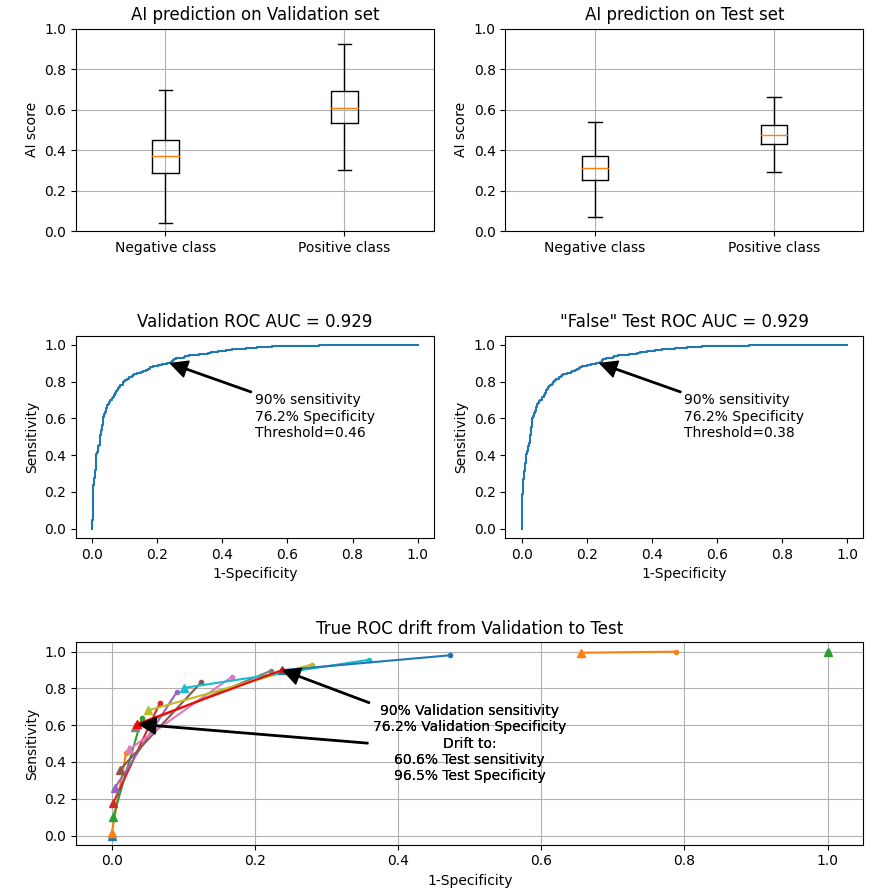 AI prediction on Validation set
AI prediction on Test set
1.0
0.8
0.6
0.4
0.2
0.0
AI score
Negative class
Positive class
1.0
0.8
0.6
0.4
0.2
0.0
AI score
Negative class
Positive class
Validation ROC AUC = 0.929
"False" Test ROC AUC = 0.929
1.0
0.8
0.6
0.4
0.2
0.0
Sensitivity
90% sensitivity
76.2% Specificity
Threshold=0.46
0.0 0.2 0.4 0.6 0.8 1.0
1-Specificity
1.0
0.8
0.6
0.4
0.2
0.0
Sensitivity
90% sensitivity
76.2% Specificity
Threshold=0.38
0.0 0.2 0.4 0.6 0.8 1.0
1-Specificity
True ROC drift from Validation to Test
1.0
0.8
0.6
0.4
0.2
0.0
Sensitivity
90% Validation sensitivity
76.2% Validation Specificity
Drift to:
60.6% Test sensitivity
96.5% Test Specificity
0.0 0.2 0.4 0.6 0.8 1.0
1-Specificity